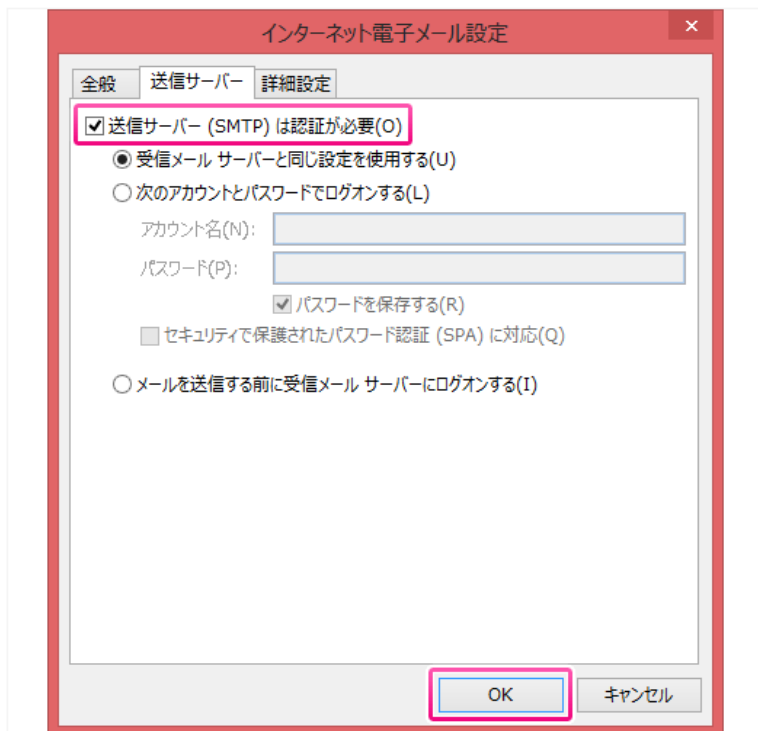 インターネット電子メール設定
全般 送信サーバー 詳細設定
送信サーバー (SMTP) は認証が必要(O)
受信メール サーバーと同じ設定を使用する(U)
次のアカウントとパスワードでログオンする(L)
アカウント名(N):
パスワード(P):
パスワードを保存する(R)
セキュリティで保護されたパスワード認証 (SPA) に対応(Q)
メールを送信する前に受信メール サーバーにログオンする(I)
OK キャンセル